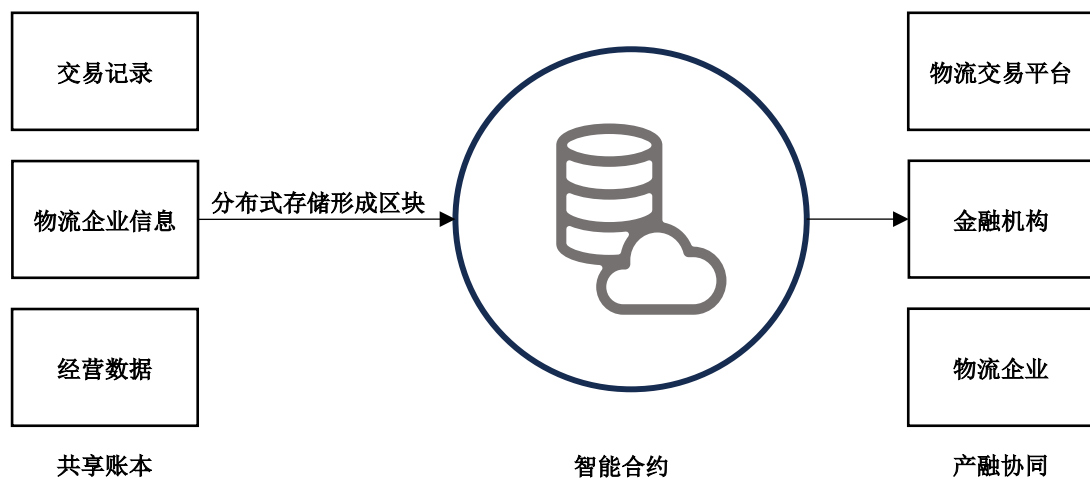 交易记录
物流交易平台
物流企业信息
分布式存储形成区块
金融机构
经营数据
物流企业
共享账本
智能合约
产融协同